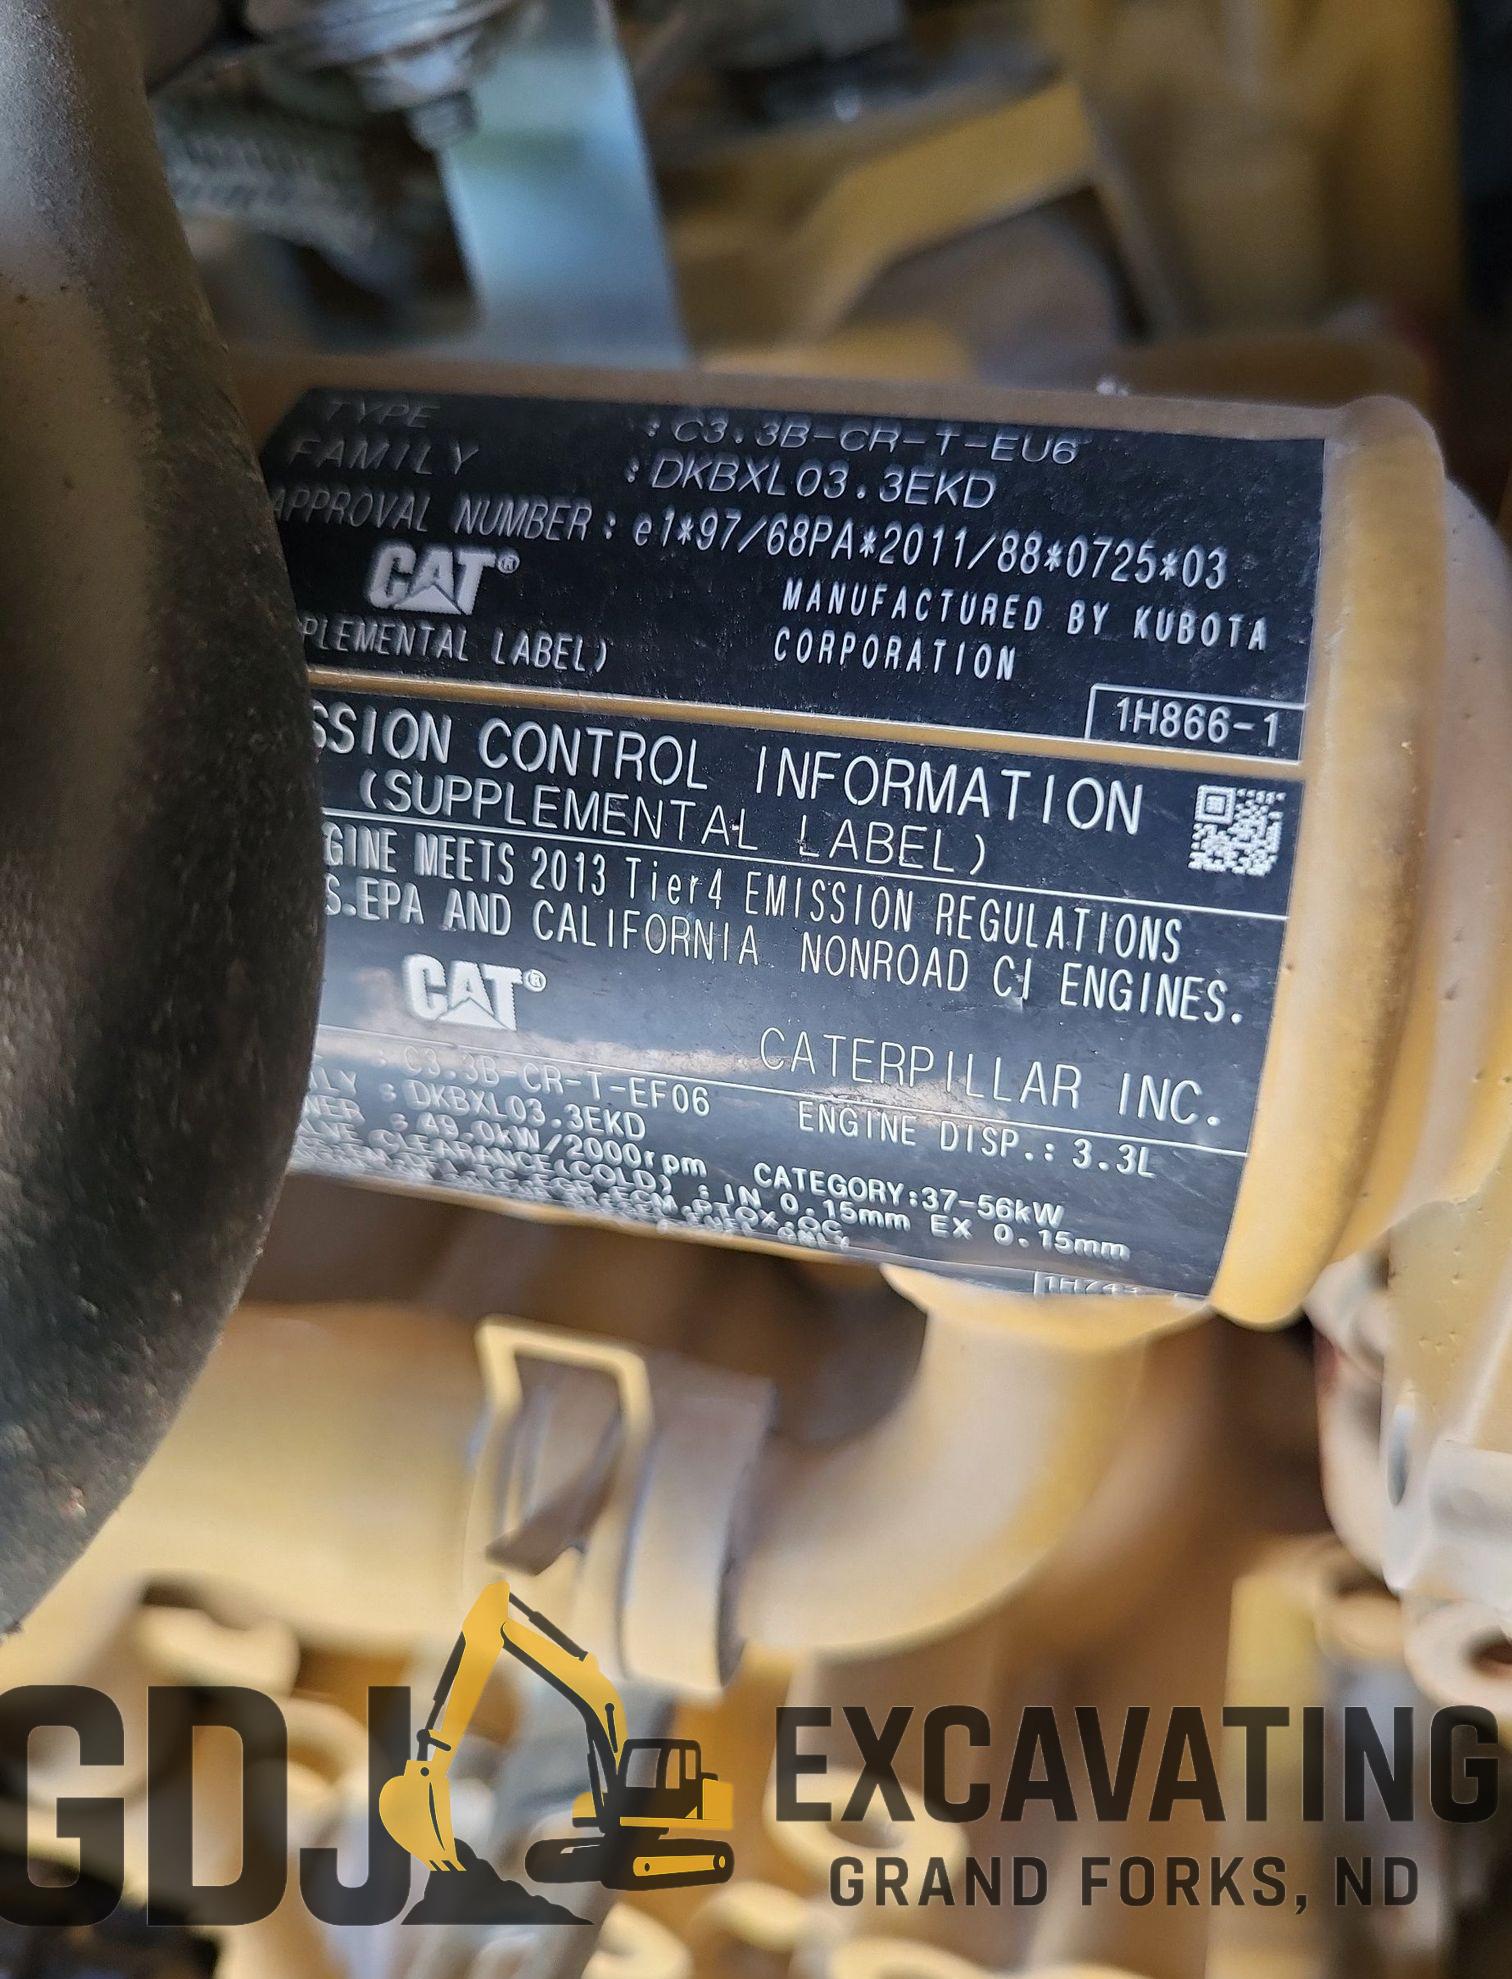 TYPE :C3.3B-CR-T-EU6
FAMILY :DKBXL03.3EKD
APPROVAL NUMBER : e1*97/68PA*2011/88*0725*03
CAT®
MANUFACTURED BY KUBOTA
CORPORATION
PLEMENTAL LABEL)
1H866-1
SSION CONTROL INFORMATION
(SUPPLEMENTAL LABEL)
GINE MEETS 2013 Tier4 EMISSION REGULATIONS
S.EPA AND CALIFORNIA NONROAD CI ENGINES.
CAT®
CATERPILLAR INC.
: C3.3B-CR-T-EF06
LY : DKBXL03.3EKD ENGINE DISP.: 3.3L
WER : 49.0kW/2000rpm CATEGORY:37-56kW
LVE CLEARANCE(COLD) : IN 0.15mm EX 0.15mm
GDJ EXCAVATING
GRAND FORKS, ND